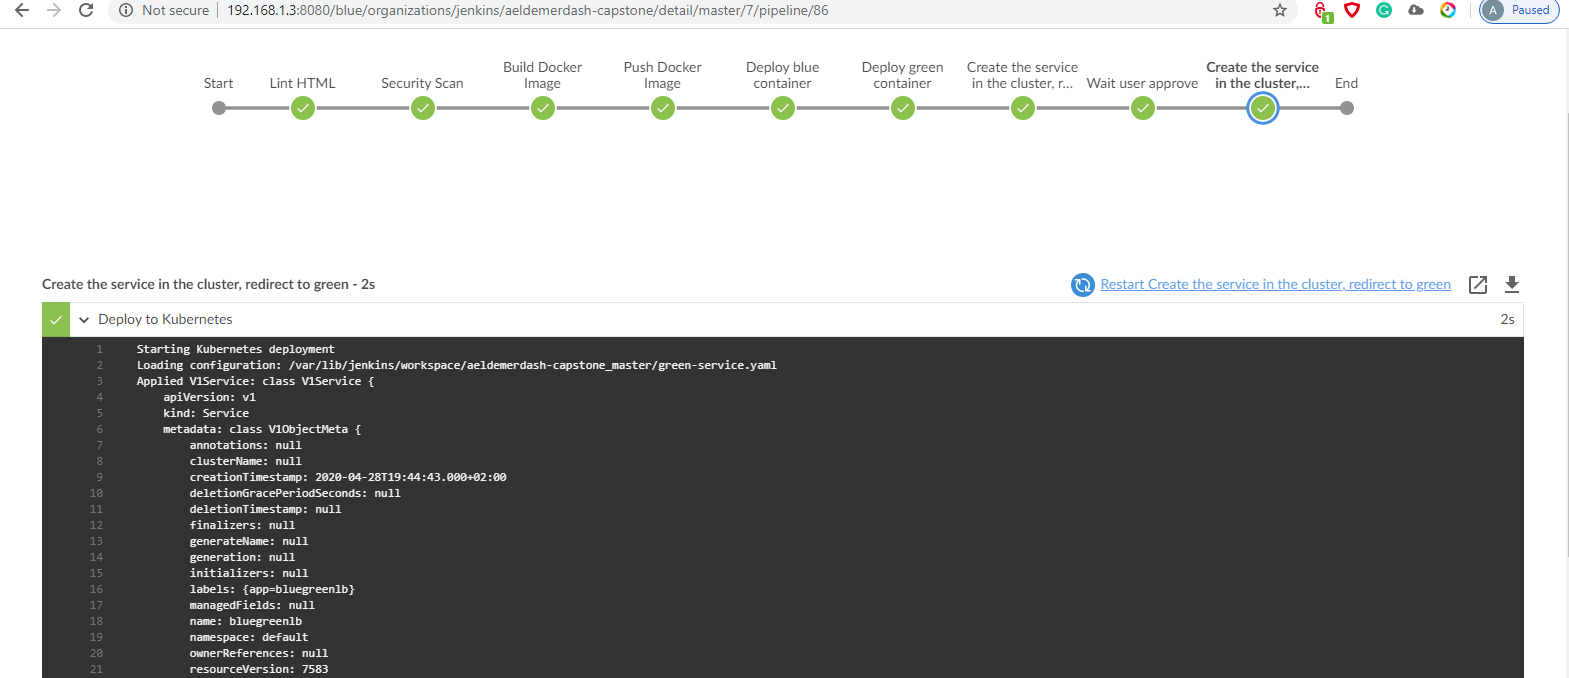 Not secure | 192.168.1.3:8080/blue/organizations/jenkins/aeldemerdash-capstone/detail/master/7/pipeline/86
1
G
A Paused
Start
Lint HTML
Security Scan
Build Docker
Image
Push Docker
Image
Deploy blue
container
Deploy green
container
Create the service
in the cluster, r...
Wait user approve
Create the service
in the cluster,...
End
Create the service in the cluster, redirect to green - 2s
Restart Create the service in the cluster, redirect to green
Deploy to Kubernetes 2s
1 Starting Kubernetes deployment
2 Loading configuration: /var/lib/jenkins/workspace/aeldemerdash-capstone_master/green-service.yaml
3 Applied V1Service: class V1Service {
4 apiVersion: v1
5 kind: Service
6 metadata: class V1ObjectMeta {
7 annotations: null
8 clusterName: null
9 creationTimestamp: 2020-04-28T19:44:43.000+02:00
10 deletionGracePeriodSeconds: null
11 deletionTimestamp: null
12 finalizers: null
13 generateName: null
14 generation: null
15 initializers: null
16 labels: {app=bluegreenlb}
17 managedFields: null
18 name: bluegreenlb
19 namespace: default
20 ownerReferences: null
21 resourceVersion: 7583